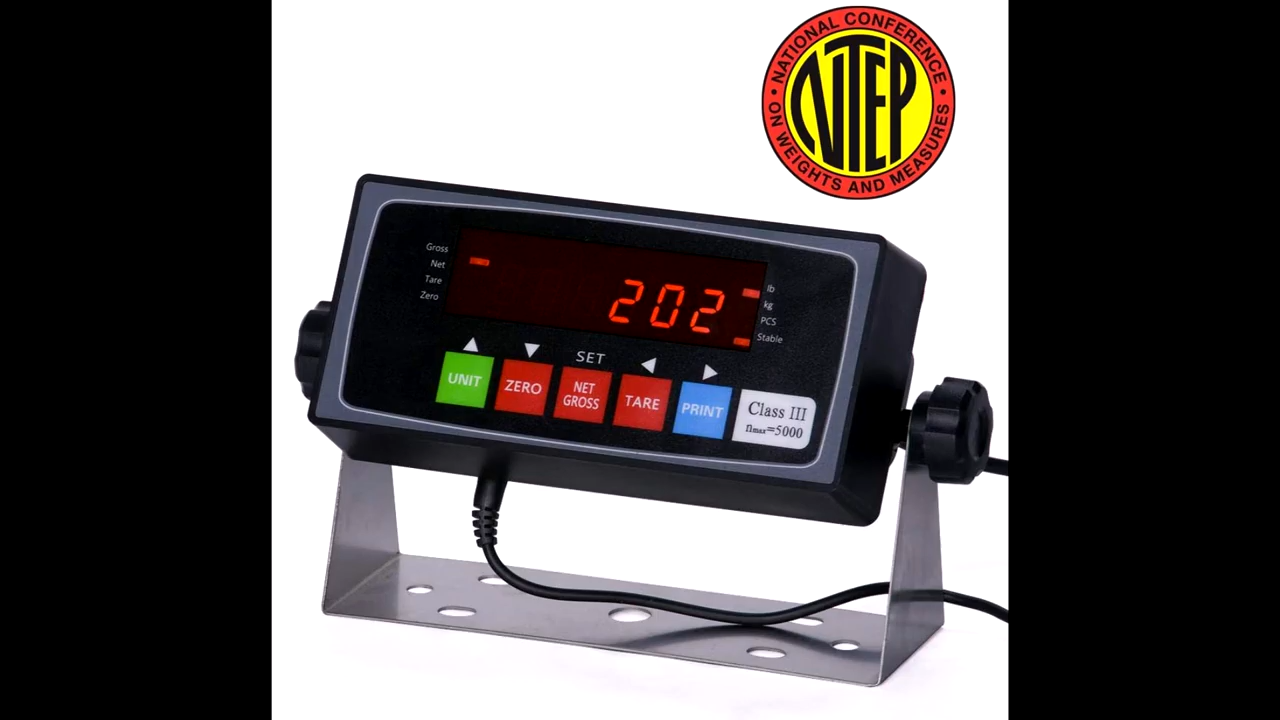 NATIONAL CONFERENCE
NTEP
ON WEIGHTS AND MEASURES
Gross
Net
Tare
Zero
202
lb
kg
PCS
Stable
▲ ▼ SET ◀ ▶
UNIT
ZERO
NET
GROSS
TARE
PRINT
Class III
nmax=5000